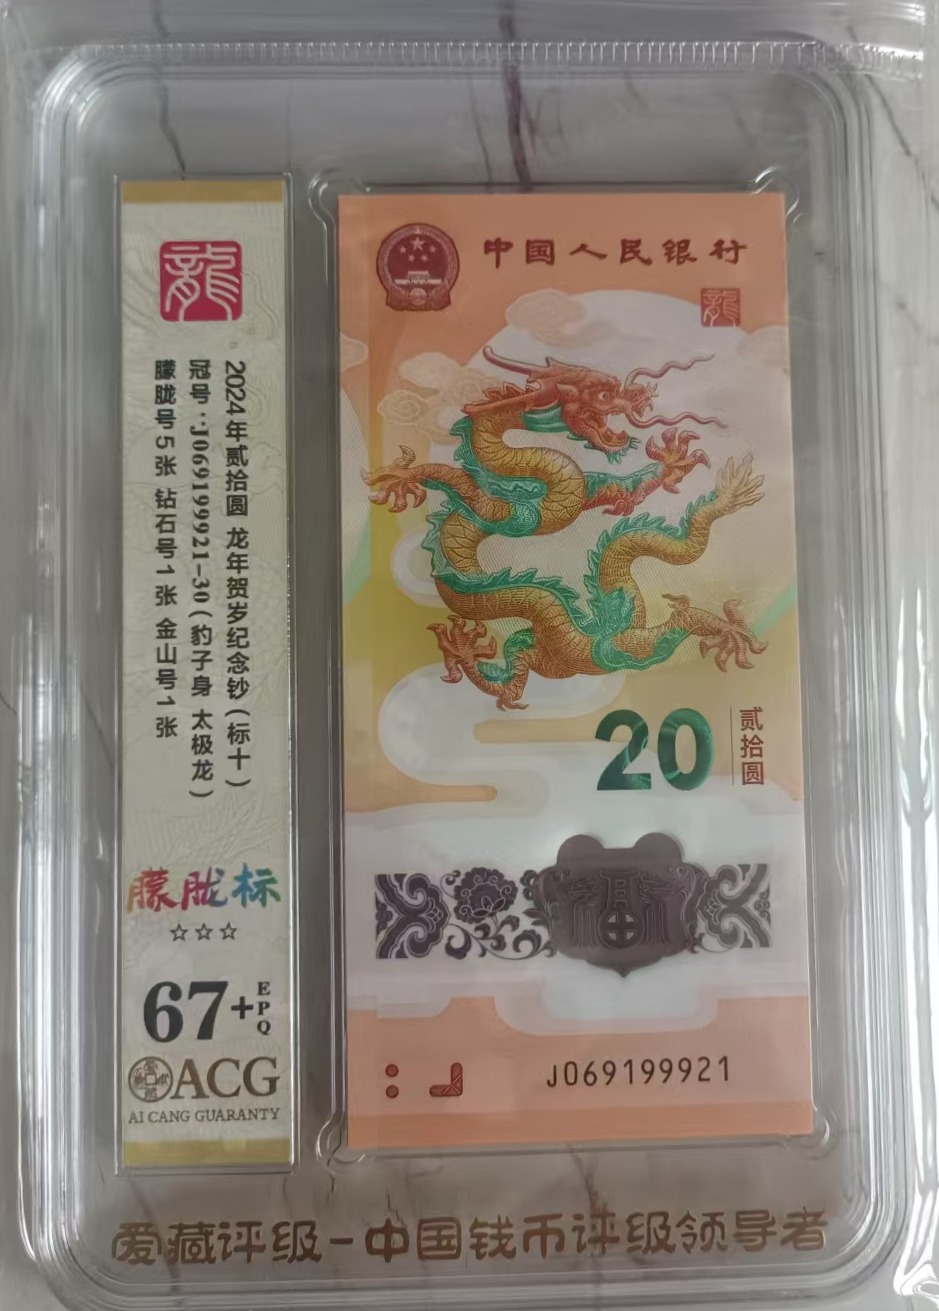 龍
2024年贰拾圆 龙年贺岁纪念钞(标十)
冠号:J069199921-30(豹子身 太极龙)
朦胧号5张 钻石号1张 金山号1张
朦胧标
☆☆☆
67+EPQ
ACG
AI CANG GUARANTY
中国人民银行
龍
20
贰拾圆
福
J069199921
爱藏评级-中国钱币评级领导者